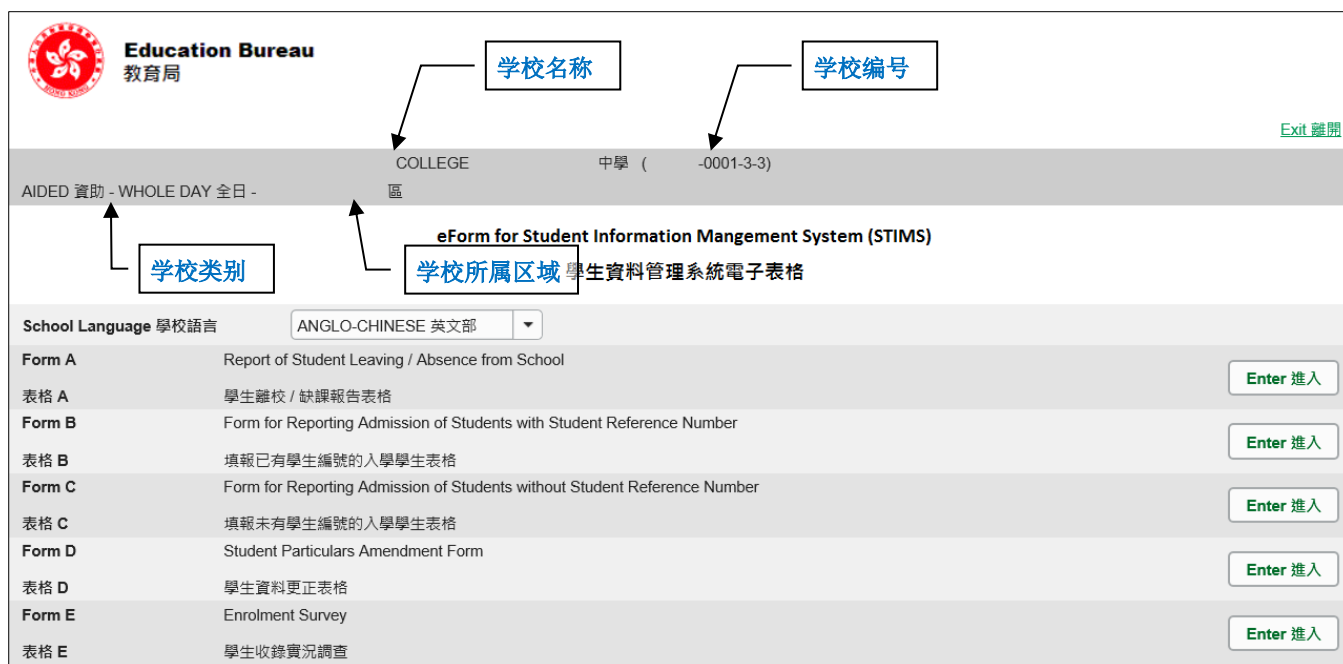 Education Bureau
教育局
HONG KONG
学校名称
学校编号
Exit 離開
COLLEGE 中學 ( -0001-3-3)
AIDED 資助 - WHOLE DAY 全日 - 區
eForm for Student Information Mangement System (STIMS)
学校类别
学校所属区域
學生資料管理系統電子表格
School Language 學校語言 ANGLO-CHINESE 英文部
Form A Report of Student Leaving / Absence from School
Enter 進入
表格 A 學生離校 / 缺課報告表格
Form B Form for Reporting Admission of Students with Student Reference Number
Enter 進入
表格 B 填報已有學生編號的入學學生表格
Form C Form for Reporting Admission of Students without Student Reference Number
Enter 進入
表格 C 填報未有學生編號的入學學生表格
Form D Student Particulars Amendment Form
Enter 進入
表格 D 學生資料更正表格
Form E Enrolment Survey
Enter 進入
表格 E 學生收錄實況調查